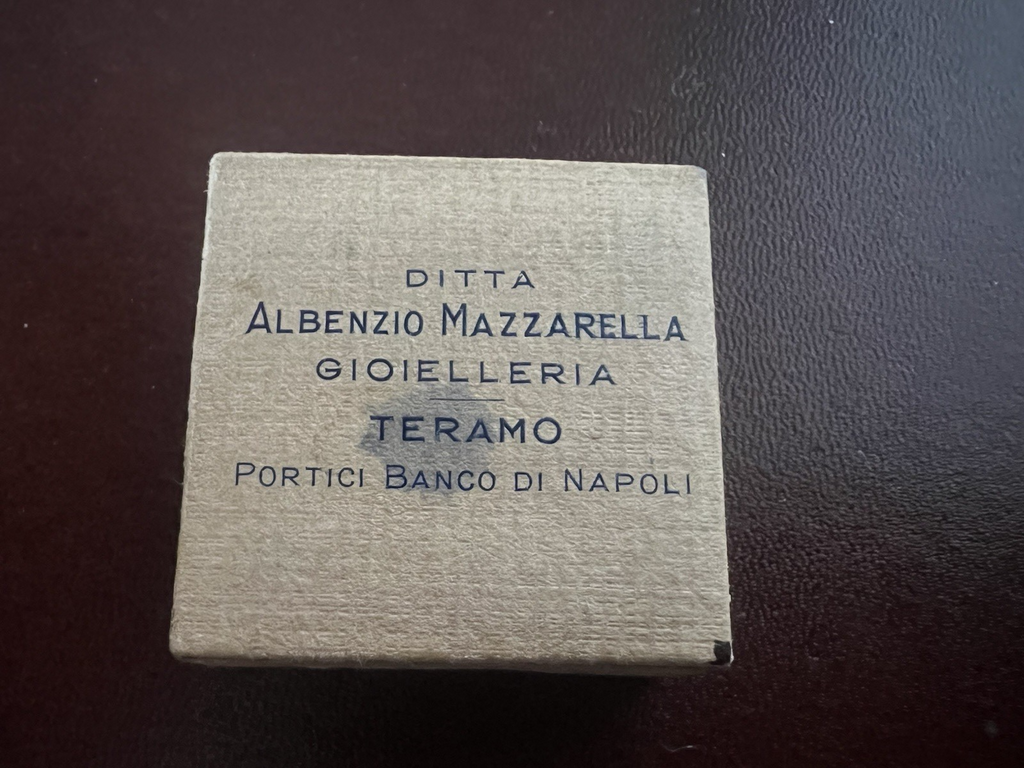 DITTA
ALBENZIO MAZZARELLA
GIOIELLERIA
TERAMO
PORTICI BANCO DI NAPOLI